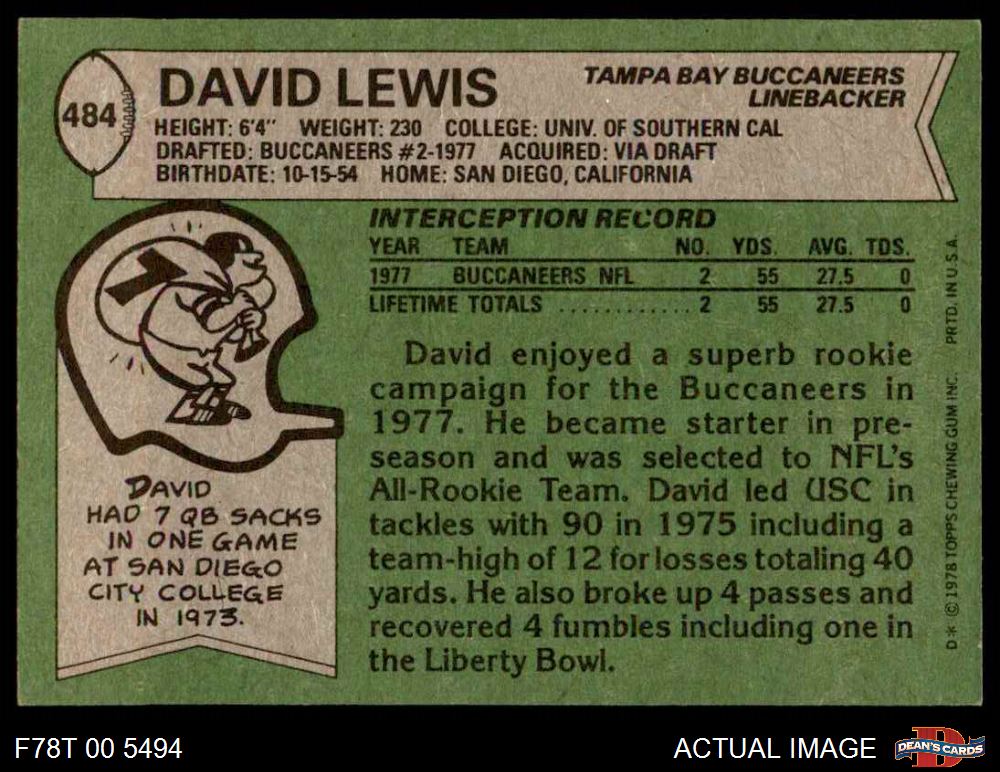 484
DAVID LEWIS
TAMPA BAY BUCCANEERS
LINEBACKER
HEIGHT: 6'4" WEIGHT: 230 COLLEGE: UNIV. OF SOUTHERN CAL
DRAFTED: BUCCANEERS #2-1977 ACQUIRED: VIA DRAFT
BIRTHDATE: 10-15-54 HOME: SAN DIEGO, CALIFORNIA
INTERCEPTION RECORD
YEAR TEAM NO. YDS. AVG. TDS.
1977 BUCCANEERS NFL 2 55 27.5 0
LIFETIME TOTALS ............ 2 55 27.5 0
David enjoyed a superb rookie
campaign for the Buccaneers in
1977. He became starter in pre-
season and was selected to NFL's
All-Rookie Team. David led USC in
tackles with 90 in 1975 including a
team-high of 12 for losses totaling 40
yards. He also broke up 4 passes and
recovered 4 fumbles including one in
the Liberty Bowl.
7
DAVID
HAD 7 QB SACKS
IN ONE GAME
AT SAN DIEGO
CITY COLLEGE
IN 1973.
D* © 1978 TOPPS CHEWING GUM INC. PRTD. IN U.S.A.
F78T 00 5494
ACTUAL IMAGE
D
DEAN'S CARDS